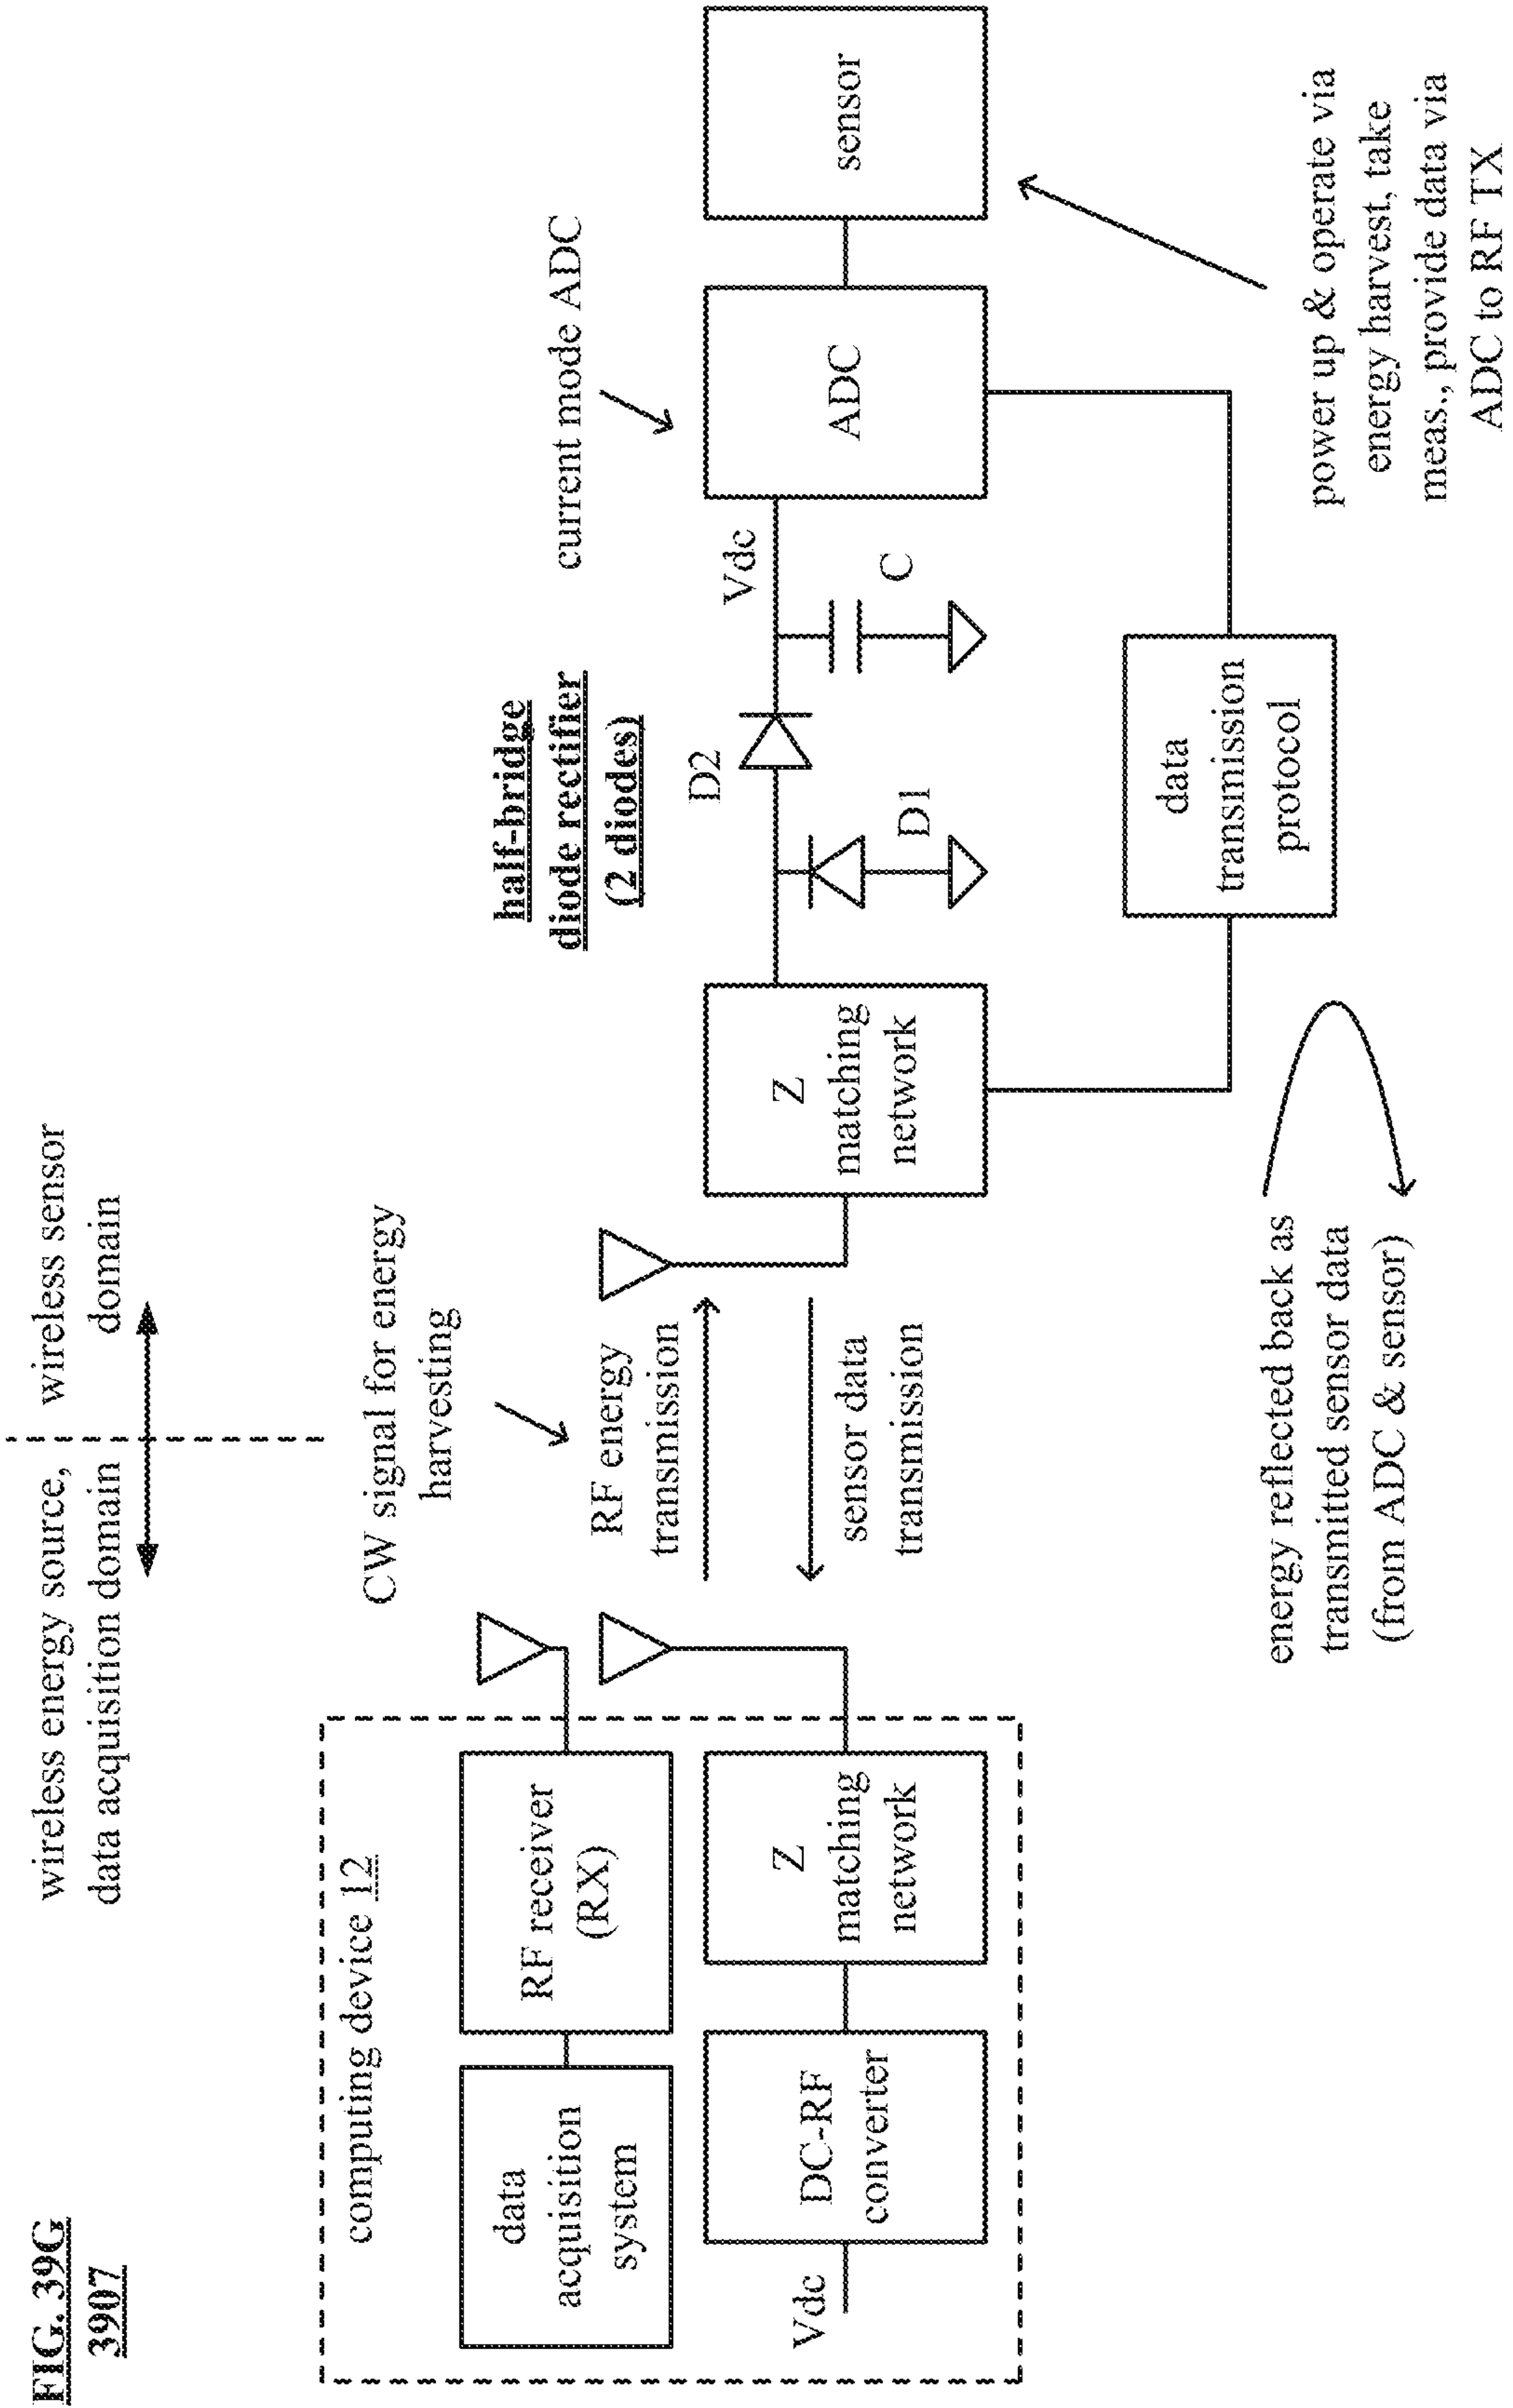 FIG. 39G
3907
wireless energy source,
data acquisition domain
wireless sensor
domain
computing device 12
data
acquisition
system
RF receiver
(RX)
Vdc
DC-RF
converter
Z
matching
network
CW signal for energy
harvesting
RF energy
transmission
sensor data
transmission
Z
matching
network
half-bridge
diode rectifier
(2 diodes)
D1
D2
Vdc
C
current mode ADC
ADC
sensor
data
transmission
protocol
energy reflected back as
transmitted sensor data
(from ADC & sensor)
power up & operate via
energy harvest, take
meas., provide data via
ADC to RF TX